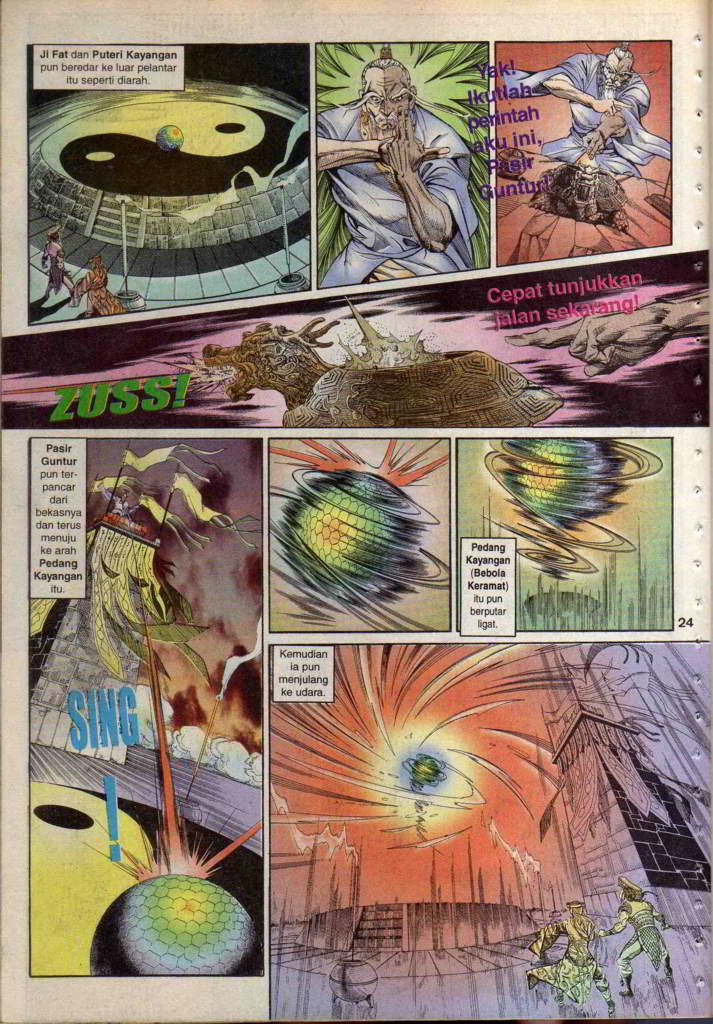 Ji Fat dan Puteri Kayangan
pun beredar ke luar pelantar
itu seperti diarah.
Yak!
Ikutlah
perintah
aku ini,
Pasir
Guntur!
Cepat tunjukkan
jalan sekarang!
ZUSS!
Pasir
Guntur
pun ter-
pancar
dari
bekasnya
dan terus
menuju
ke arah
Pedang
Kayangan
itu.
SING
!
Pedang
Kayangan
(Bebola
Keramat)
itu pun
berputar
ligat.
24
Kemudian
ia pun
menjulang
ke udara.